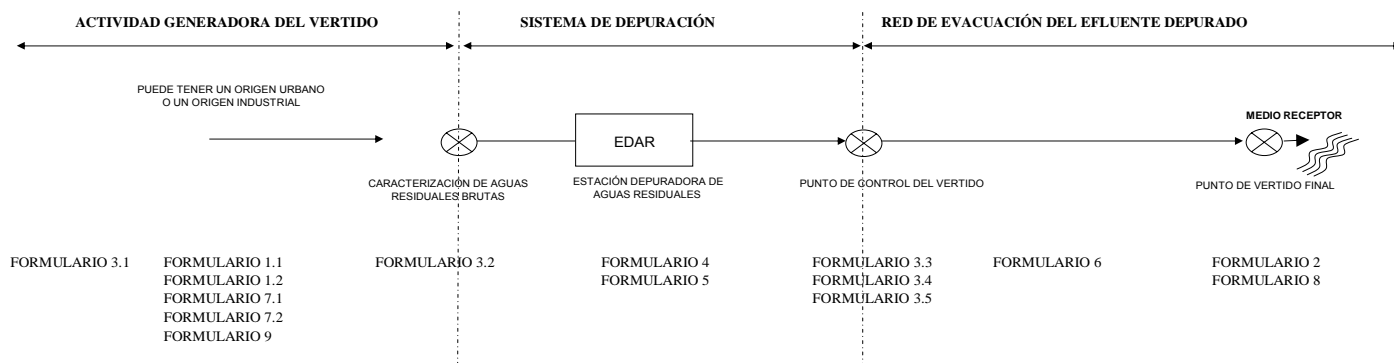 ACTIVIDAD GENERADORA DEL VERTIDO
SISTEMA DE DEPURACIÓN
RED DE EVACUACIÓN DEL EFLUENTE DEPURADO
PUEDE TENER UN ORIGEN URBANO
O UN ORIGEN INDUSTRIAL
EDAR
MEDIO RECEPTOR
CARACTERIZACIÓN DE AGUAS
RESIDUALES BRUTAS
ESTACIÓN DEPURADORA DE
AGUAS RESIDUALES
PUNTO DE CONTROL DEL VERTIDO
PUNTO DE VERTIDO FINAL
FORMULARIO 3.1
FORMULARIO 1.1
FORMULARIO 1.2
FORMULARIO 7.1
FORMULARIO 7.2
FORMULARIO 9
FORMULARIO 3.2
FORMULARIO 4
FORMULARIO 5
FORMULARIO 3.3
FORMULARIO 3.4
FORMULARIO 3.5
FORMULARIO 6
FORMULARIO 2
FORMULARIO 8